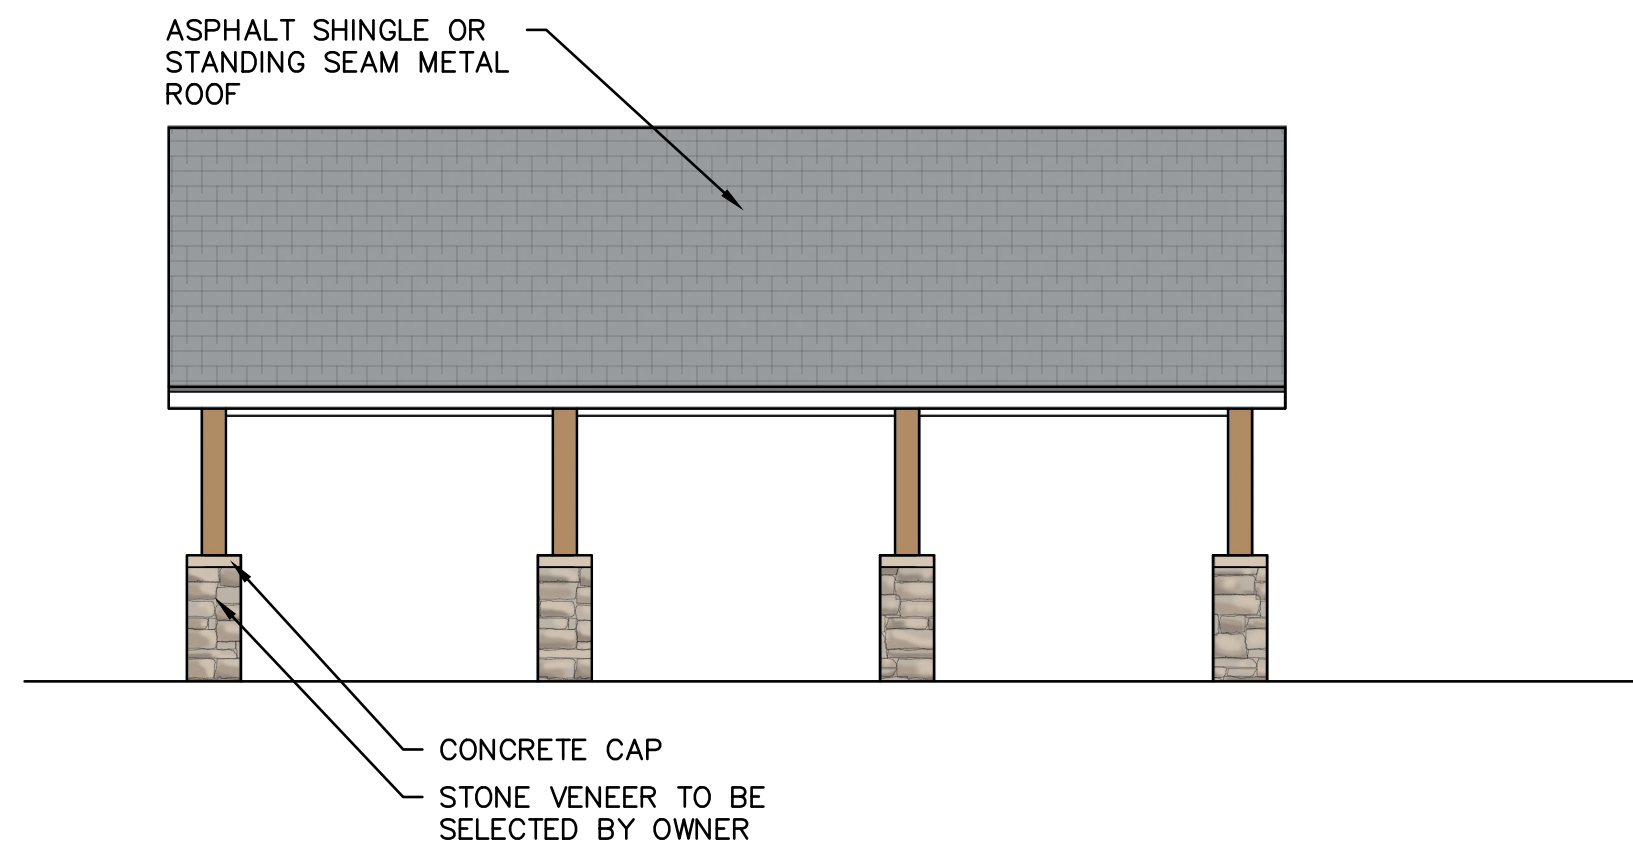 ASPHALT SHINGLE OR
STANDING SEAM METAL
ROOF
CONCRETE CAP
STONE VENEER TO BE
SELECTED BY OWNER